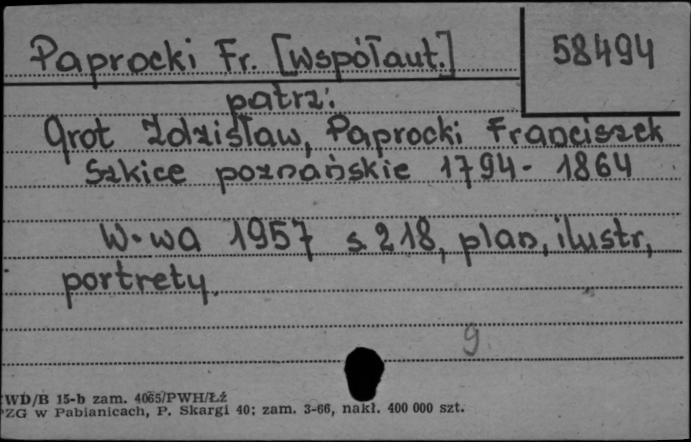 Paprocki Fr. [Współaut.]
58494
patrz:
Grot Zdzisław, Paprocki Franciszek
Szkice poznańskie 1794-1864
W-wa 1957 s. 218, plan, ilustr,
portrety.
9
WD/B 15-b zam. 4065/PWH/Łź
PZG w Pabianicach, P. Skargi 40; zam. 3-66, nakł. 400 000 szt.